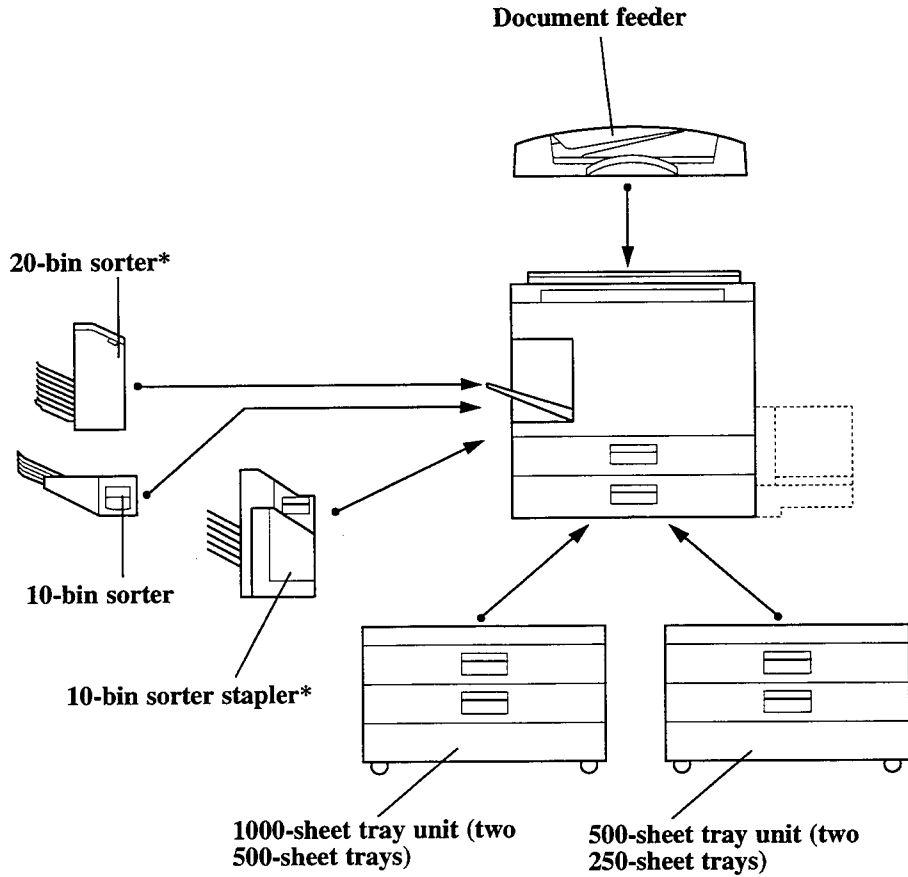 Document feeder
20-bin sorter*
10-bin sorter
10-bin sorter stapler*
1000-sheet tray unit (two
500-sheet trays)
500-sheet tray unit (two
250-sheet trays)